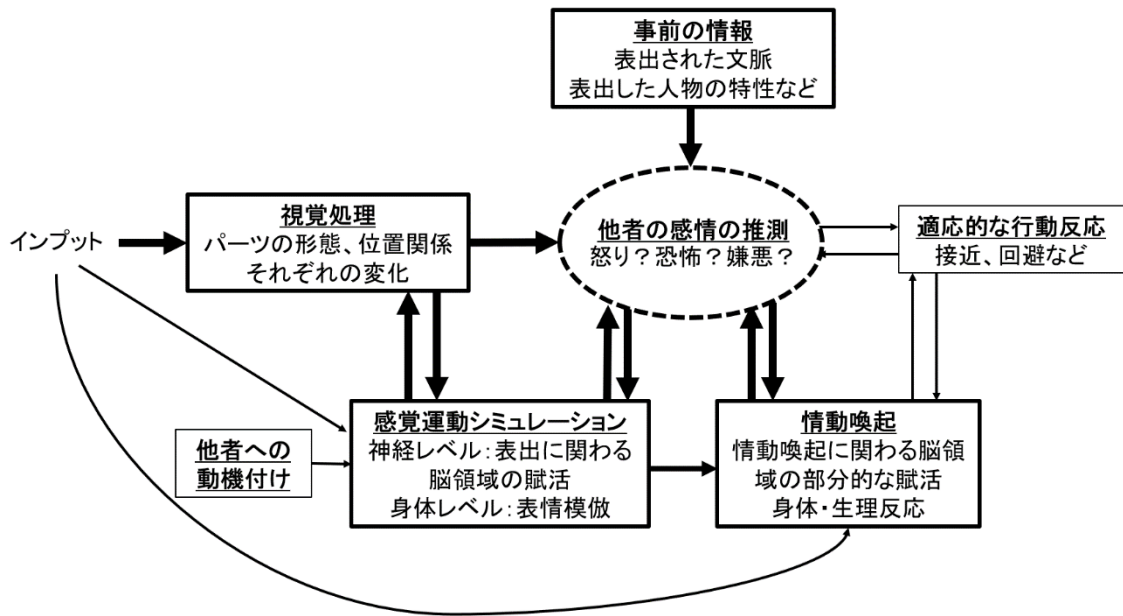 事前の情報
表出された文脈
表出した人物の特性など
視覚処理
パーツの形態、位置関係
それぞれの変化
インプット
他者の感情の推測
怒り？恐怖？嫌悪？
適応的な行動反応
接近、回避など
他者への
動機付け
感覚運動シミュレーション
神経レベル：表出に関わる
脳領域の賦活
身体レベル：表情模倣
情動喚起
情動喚起に関わる脳領
域の部分的な賦活
身体・生理反応